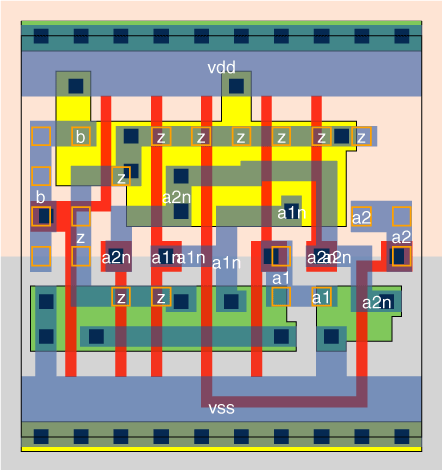 vdd
b z z z z z z
z
b a2n a1n a2
z a2
a2n a1n a1n a1n a2n a2n
a1
z z a1 a2n
vss